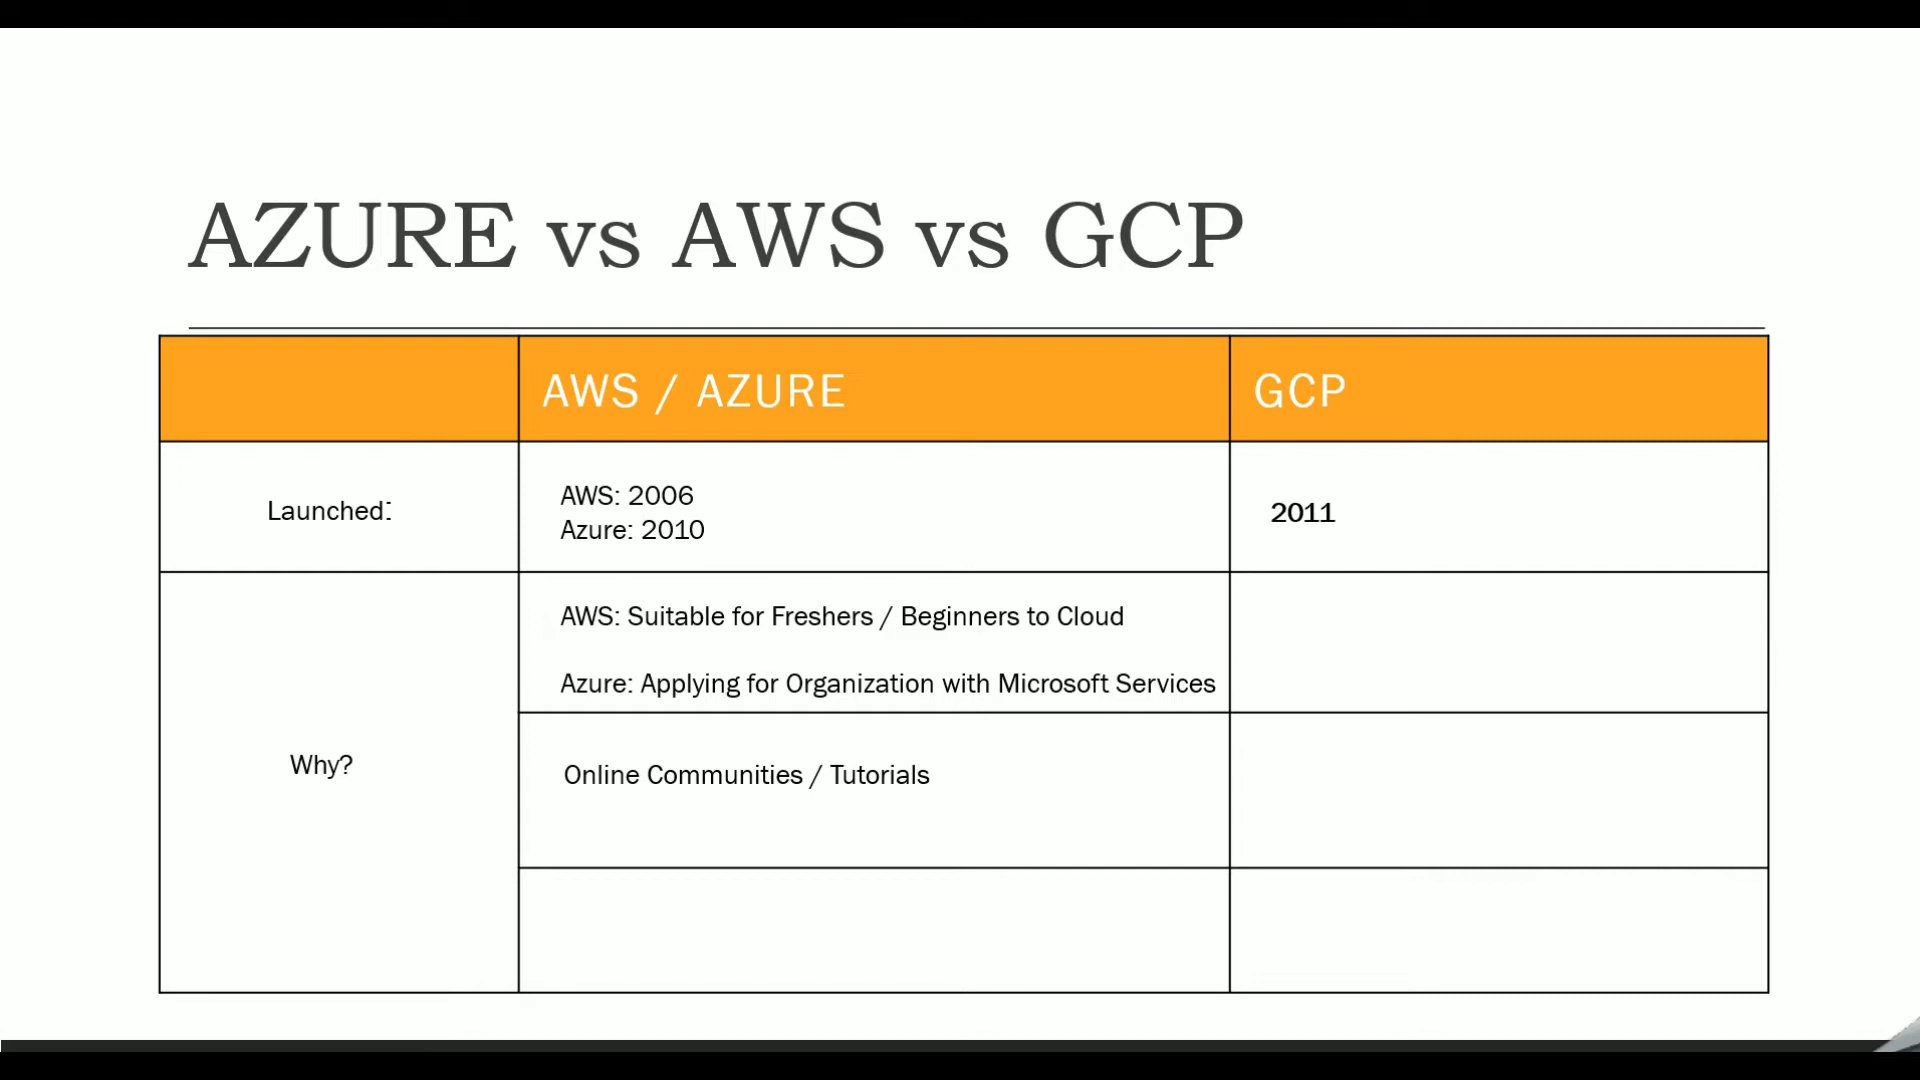 AZURE vs AWS vs GCP
AWS / AZURE
GCP
Launched:
AWS: 2006
Azure: 2010
2011
Why?
AWS: Suitable for Freshers / Beginners to Cloud
Azure: Applying for Organization with Microsoft Services
Online Communities / Tutorials